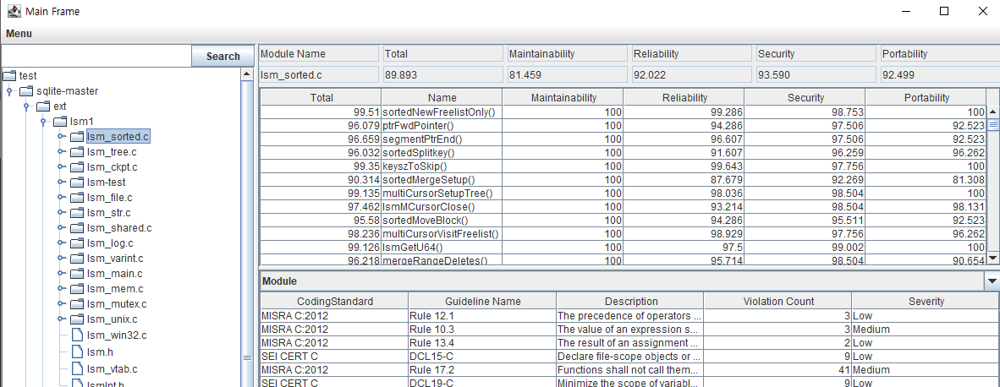 Main Frame
Menu
Search
test
sqlite-master
ext
lsm1
lsm_sorted.c
lsm_tree.c
lsm_ckpt.c
lsm-test
lsm_file.c
lsm_str.c
lsm_shared.c
lsm_log.c
lsm_varint.c
lsm_main.c
lsm_mem.c
lsm_mutex.c
lsm_unix.c
lsm_win32.c
lsm.h
lsm_vtab.c
lsmInt.h
Module Name Total Maintainability Reliability Security Portability
lsm_sorted.c 89.893 81.459 92.022 93.590 92.499
Total Name Maintainability Reliability Security Portability
99.51 sortedNewFreelistOnly() 100 99.286 98.753 100
96.079 ptrFwdPointer() 100 94.286 97.506 92.523
96.659 segmentPtrEnd() 100 96.607 97.506 92.523
96.032 sortedSplitkey() 100 91.607 96.259 96.262
99.35 keyszToSkip() 100 99.643 97.756 100
90.314 sortedMergeSetup() 100 87.679 92.269 81.308
99.135 multiCursorSetupTree() 100 98.036 98.504 100
97.462 lsmMCursorClose() 100 93.214 98.504 98.131
95.58 sortedMoveBlock() 100 94.286 95.511 92.523
98.236 multiCursorVisitFreelist() 100 98.929 97.756 96.262
99.126 lsmGetU64() 100 97.5 99.002 100
96.218 mergeRangeDeletes() 100 95.714 98.504 90.654
Module
CodingStandard Guideline Name Description Violation Count Severity
MISRA C:2012 Rule 12.1 The precedence of operators ... 3 Low
MISRA C:2012 Rule 10.3 The value of an expression s... 3 Medium
MISRA C:2012 Rule 13.4 The result of an assignment ... 2 Low
SEI CERT C DCL15-C Declare file-scope objects or ... 9 Low
MISRA C:2012 Rule 17.2 Functions shall not call them... 41 Medium
SEI CERT C DCL19-C Minimize the scope of variabl... 9 Low